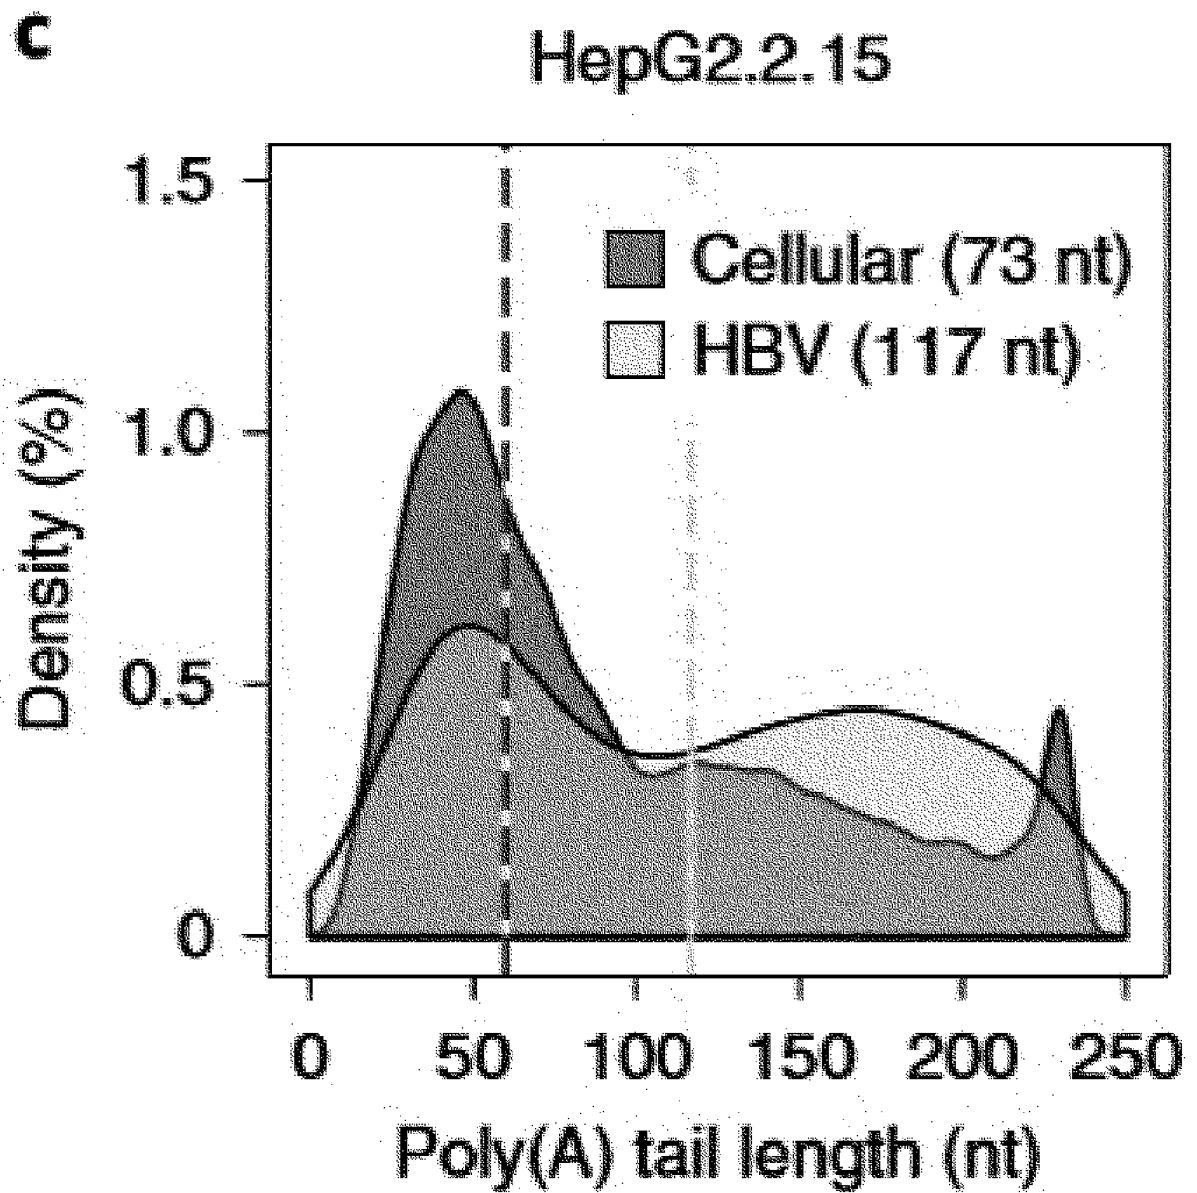 c
HepG2.2.15
1.5
1.0
0.5
0
Density (%)
Cellular (73 nt)
HBV (117 nt)
0 50 100 150 200 250
Poly(A) tail length (nt)